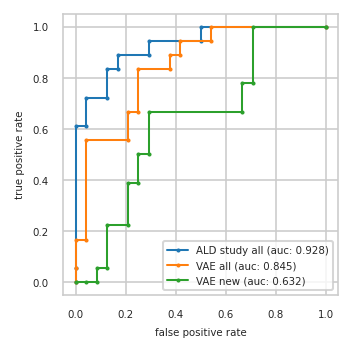 1.0
0.8
0.6
0.4
0.2
0.0
true positive rate
ALD study all (auc: 0.928)
VAE all (auc: 0.845)
VAE new (auc: 0.632)
0.0 0.2 0.4 0.6 0.8 1.0
false positive rate